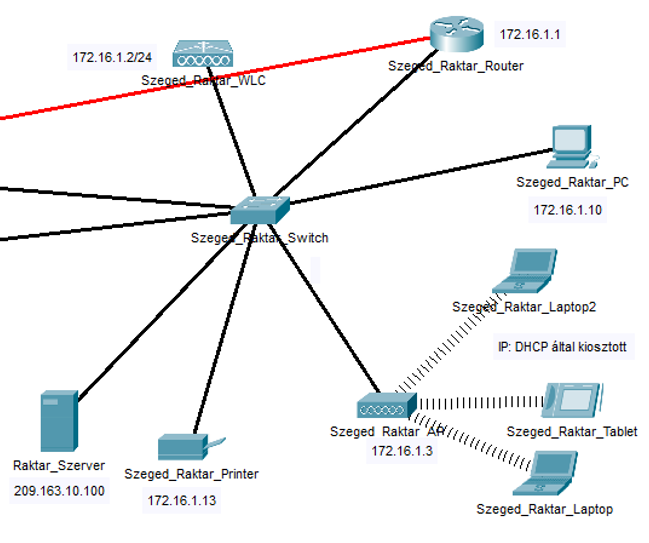 172.16.1.1
172.16.1.2/24
Szeged_Raktar_Router
Szeged_Raktar_WLC
Szeged_Raktar_PC
172.16.1.10
Szeged_Raktar_Switch
Szeged_Raktar_Laptop2
IP: DHCP által kiosztott
Szeged_Raktar_AP
Szeged_Raktar_Tablet
172.16.1.3
Raktar_Szerver
Szeged_Raktar_Printer
209.163.10.100
172.16.1.13
Szeged_Raktar_Laptop